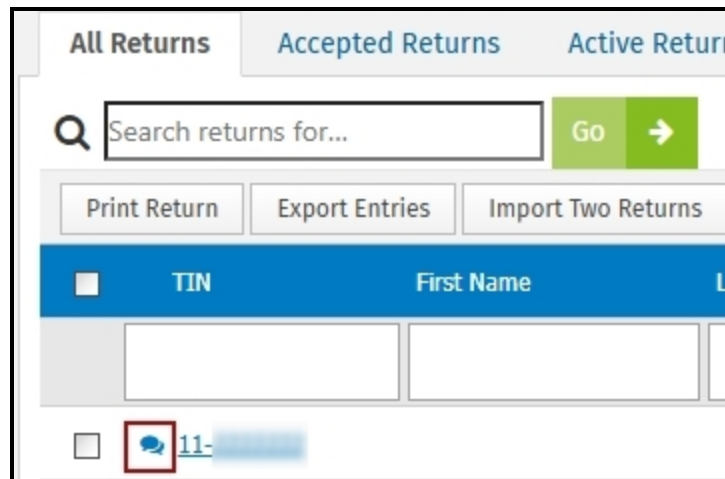 All Returns Accepted Returns Active
Search returns for... Go
Print Return Export Entries Import Two Returns
TIN First Name
11-